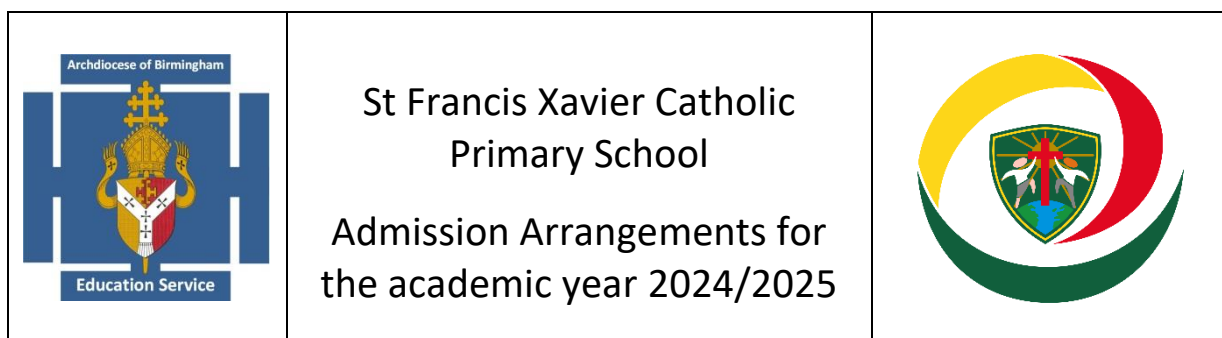 Archdiocese of Birmingham
Education Service
St Francis Xavier Catholic
Primary School
Admission Arrangements for
the academic year 2024/2025